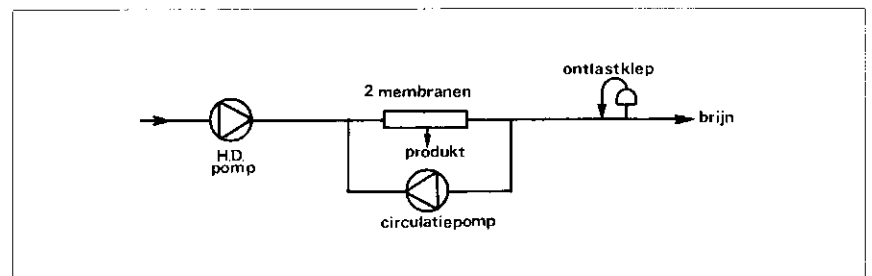 ontlastklep
2 membranen
brijn
H.D.
pomp
produkt
circulatiepomp